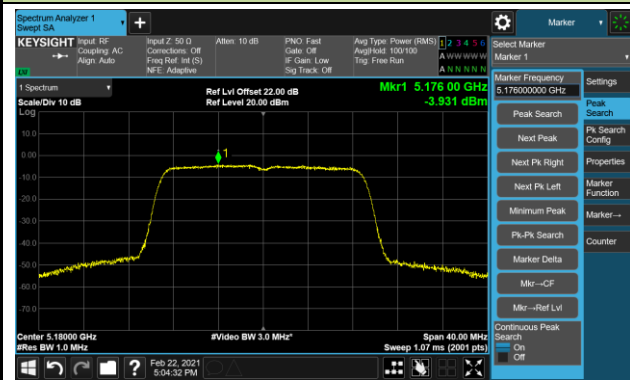 Spectrum Analyzer 1
Swept SA
KEYSIGHT
Input: RF
Coupling: AC
Align: Auto
Input Z: 50 Ω
Corrections: Off
Freq Ref: Int (S)
NFE: Adaptive
Atten: 10 dB
PNO: Fast
Gate: Off
IF Gain: Low
Sig Track: Off
Avg Type: Power (RMS)
Avg|Hold: 100/100
Trig: Free Run
1 2 3 4 5 6
A W W W W W
A N N N N N
1 Spectrum
Scale/Div 10 dB
Log
Ref Lvl Offset 22.00 dB
Ref Level 20.00 dBm
Mkr1 5.176 00 GHz
-3.931 dBm
10.0
0.00
-10.0
-20.0
-30.0
-40.0
-50.0
-60.0
-70.0
1
Center 5.18000 GHz
#Res BW 1.0 MHz
#Video BW 3.0 MHz*
Span 40.00 MHz
Sweep 1.07 ms (2001 pts)
?
Feb 22, 2021
5:04:32 PM
Marker
Select Marker
Marker 1
Marker Frequency
5.176000000 GHz
Peak Search
Next Peak
Next Pk Right
Next Pk Left
Minimum Peak
Pk-Pk Search
Marker Delta
Mkr→CF
Mkr→Ref Lvl
Continuous Peak
Search
On
Off
Settings
Peak
Search
Pk Search
Config
Properties
Marker
Function
Marker→
Counter